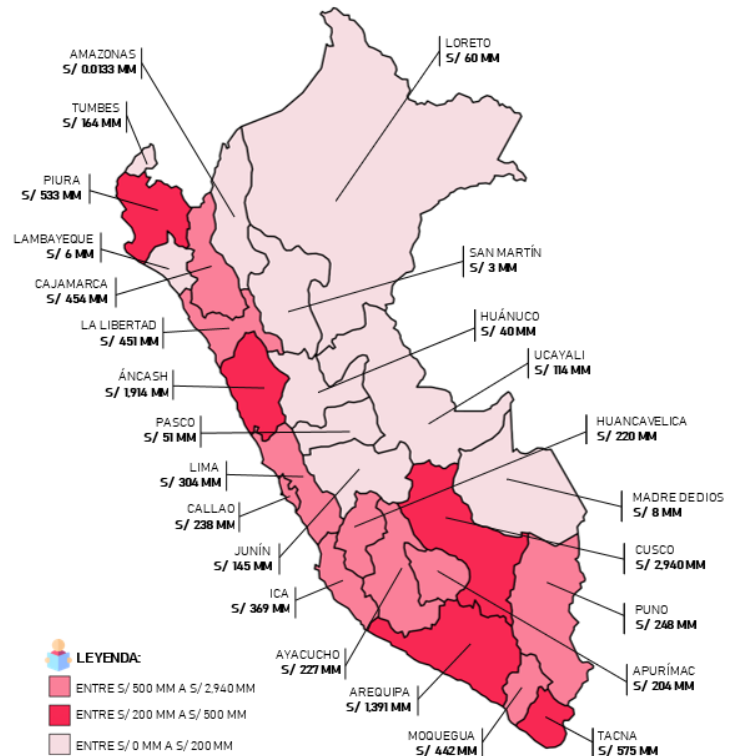 AMAZONAS
S/ 0.0133 MM
LORETO
S/ 60 MM
TUMBES
S/ 164 MM
PIURA
S/ 533 MM
LAMBAYEQUE
S/ 6 MM
SAN MARTÍN
S/ 3 MM
CAJAMARCA
S/ 454 MM
HUÁNUCO
S/ 40 MM
LA LIBERTAD
S/ 451 MM
UCAYALI
S/ 114 MM
ÁNCASH
S/ 1,914 MM
HUANCAVELICA
S/ 220 MM
PASCO
S/ 51 MM
LIMA
S/ 304 MM
MADRE DE DIOS
S/ 8 MM
CALLAO
S/ 238 MM
JUNÍN
S/ 145 MM
CUSCO
S/ 2,940 MM
ICA
S/ 369 MM
PUNO
S/ 248 MM
AYACUCHO
S/ 227 MM
APURÍMAC
S/ 204 MM
AREQUIPA
S/ 1,391 MM
MOQUEGUA
S/ 442 MM
TACNA
S/ 575 MM
LEYENDA:
ENTRE S/ 500 MM A S/ 2,940 MM
ENTRE S/ 200 MM A S/ 500 MM
ENTRE S/ 0 MM A S/ 200 MM